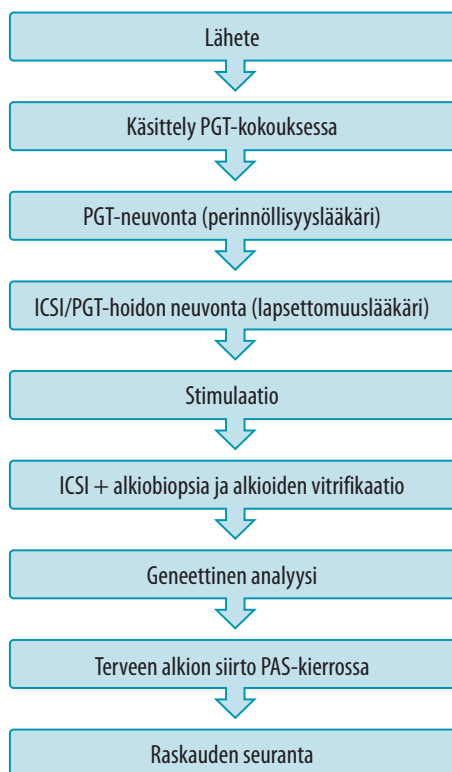 Lähete
Käsittely PGT-kokouksessa
PGT-neuvonta (perinnöllisyyslääkäri)
ICSI/PGT-hoidon neuvonta (lapsettomuuslääkäri)
Stimulaatio
ICSI + alkiobiopsia ja alkioiden vitrifikaatio
Geneettinen analyysi
Terveen alkion siirto PAS-kierrossa
Raskauden seuranta